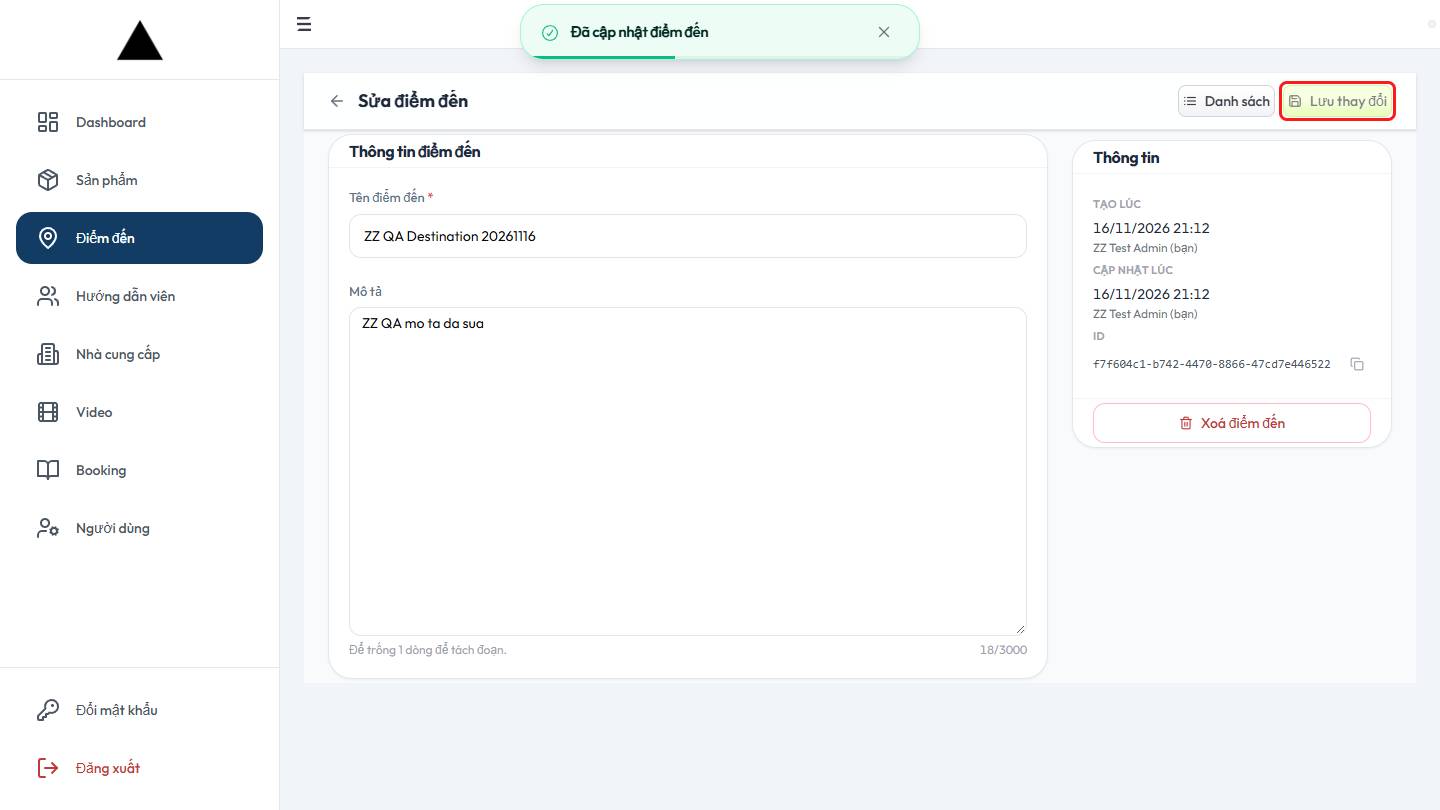 Đã cập nhật điểm đến
Dashboard
Sản phẩm
Điểm đến
Hướng dẫn viên
Nhà cung cấp
Video
Booking
Người dùng
Đổi mật khẩu
Đăng xuất
Sửa điểm đến
Danh sách
Lưu thay đổi
Thông tin điểm đến
Tên điểm đến *
ZZ QA Destination 20261116
Mô tả
ZZ QA mo ta da sua
Để trống 1 dòng để tách đoạn.
18/3000
Thông tin
TẠO LÚC
16/11/2026 21:12
ZZ Test Admin (bạn)
CẬP NHẬT LÚC
16/11/2026 21:12
ZZ Test Admin (bạn)
ID
f7f604c1-b742-4470-8866-47cd7e446522
Xoá điểm đến